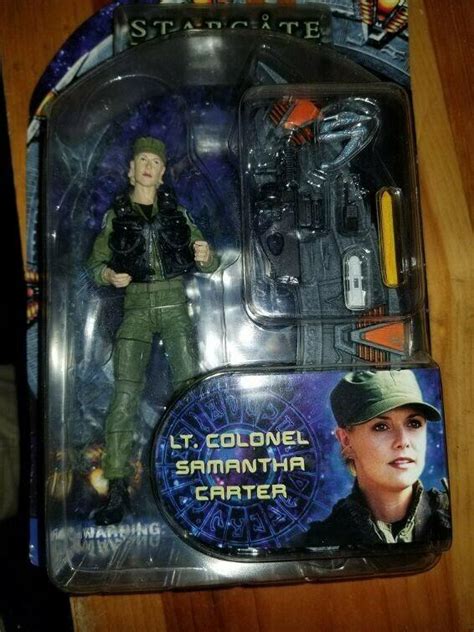 STARGATE
LT. COLONEL
SAMANTHA
CARTER
WARNING: